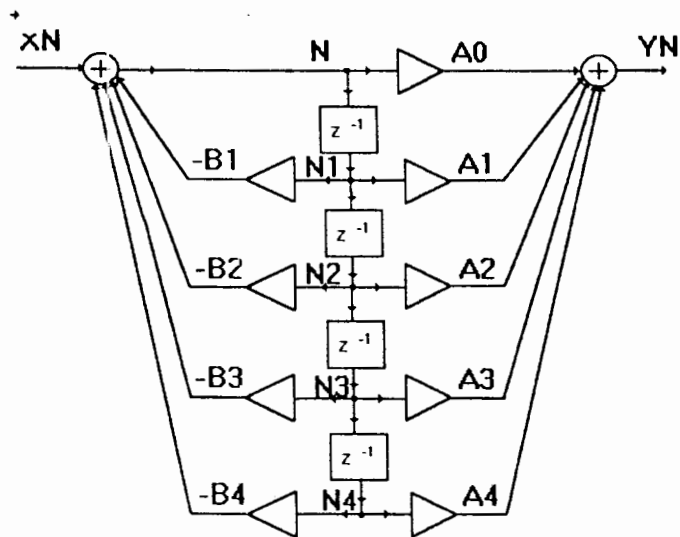 XN N A0 YN
z -1
-B1 N1 A1
z -1
-B2 N2 A2
z -1
-B3 N3 A3
z -1
-B4 N4 A4